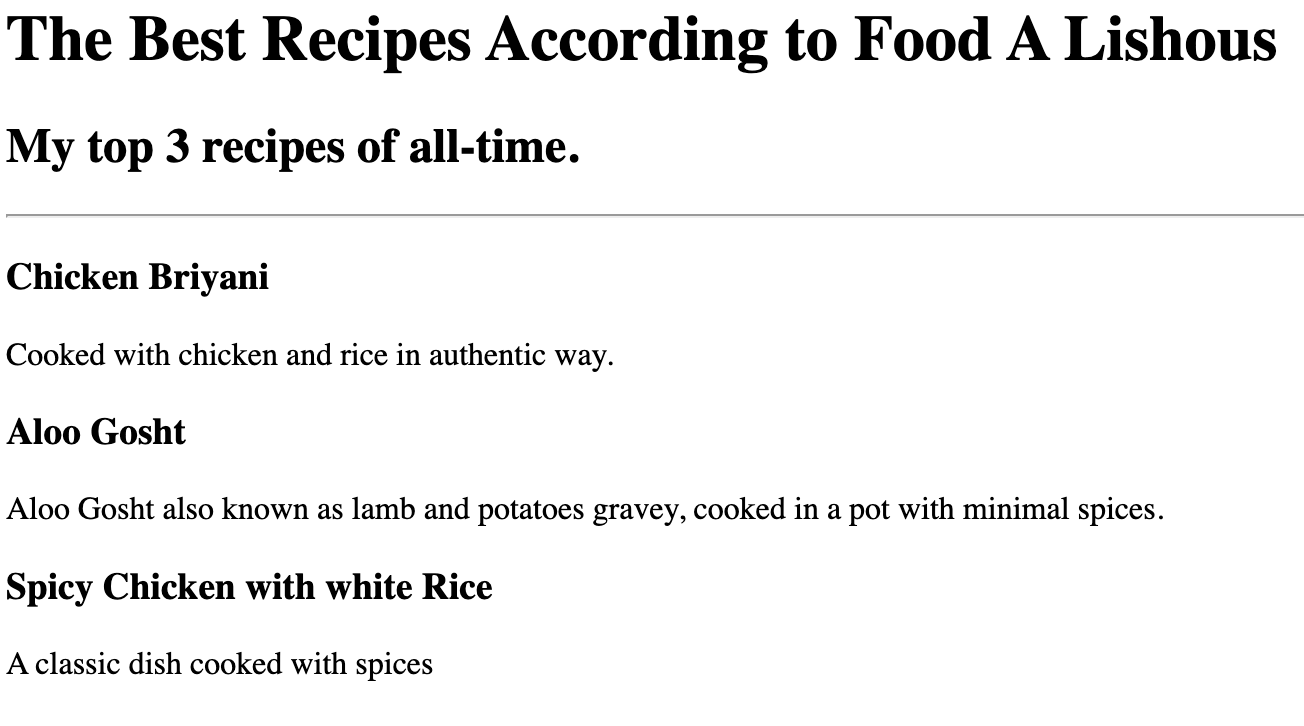 The Best Recipes According to Food A Lishous
My top 3 recipes of all-time.
Chicken Briyani
Cooked with chicken and rice in authentic way.
Aloo Gosht
Aloo Gosht also known as lamb and potatoes gravey, cooked in a pot with minimal spices.
Spicy Chicken with white Rice
A classic dish cooked with spices